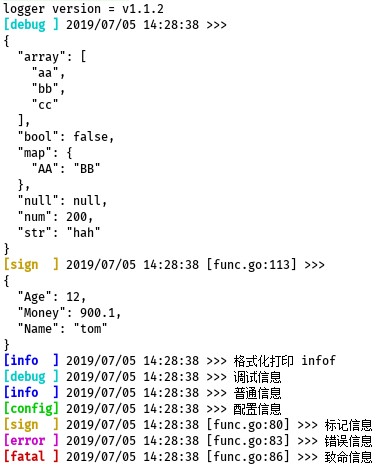 logger version = v1.1.2
[debug ] 2019/07/05 14:28:38 >>>
{
  "array": [
    "aa",
    "bb",
    "cc"
  ],
  "bool": false,
  "map": {
    "AA": "BB"
  },
  "null": null,
  "num": 200,
  "str": "hah"
}
[sign  ] 2019/07/05 14:28:38 [func.go:113] >>>
{
  "Age": 12,
  "Money": 900.1,
  "Name": "tom"
}
[info  ] 2019/07/05 14:28:38 >>> 格式化打印 infof
[debug ] 2019/07/05 14:28:38 >>> 调试信息
[info  ] 2019/07/05 14:28:38 >>> 普通信息
[config] 2019/07/05 14:28:38 >>> 配置信息
[sign  ] 2019/07/05 14:28:38 [func.go:80] >>> 标记信息
[error ] 2019/07/05 14:28:38 [func.go:83] >>> 错误信息
[fatal ] 2019/07/05 14:28:38 [func.go:86] >>> 致命信息